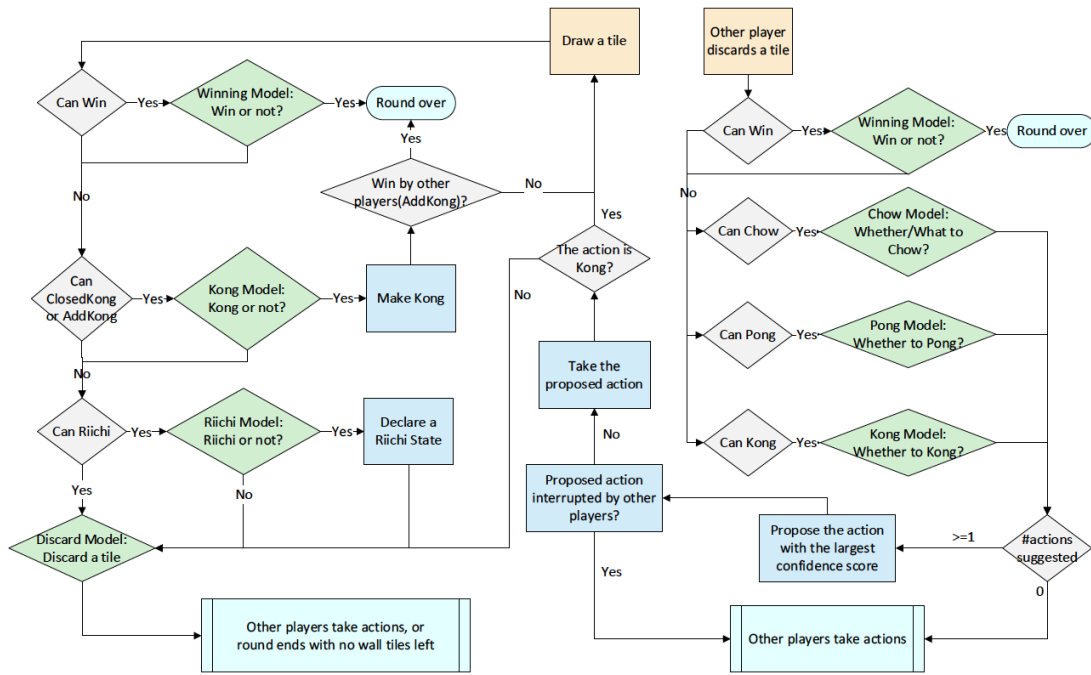 Draw a tile
Other player
discards a tile
Can Win
Yes
Winning Model:
Win or not?
Yes
Round over
Yes
No
Win by other
players(AddKong)?
No
Can
ClosedKong
or AddKong
Yes
Kong Model:
Kong or not?
Yes
Make Kong
No
Can Riichi
Yes
Riichi Model:
Riichi or not?
Yes
Declare a
Riichi State
Yes
No
Discard Model:
Discard a tile
Other players take actions, or
round ends with no wall tiles left
Yes
The action is
Kong?
No
Take the
proposed action
No
Proposed action
interrupted by other
players?
Yes
Can Win
Yes
Winning Model:
Win or not?
Yes
Round over
No
Can Chow
Yes
Chow Model:
Whether/What to
Chow?
Can Pong
Yes
Pong Model:
Whether to Pong?
Can Kong
Yes
Kong Model:
Whether to Kong?
#actions
suggested
>=1
Propose the action
with the largest
confidence score
0
Other players take actions